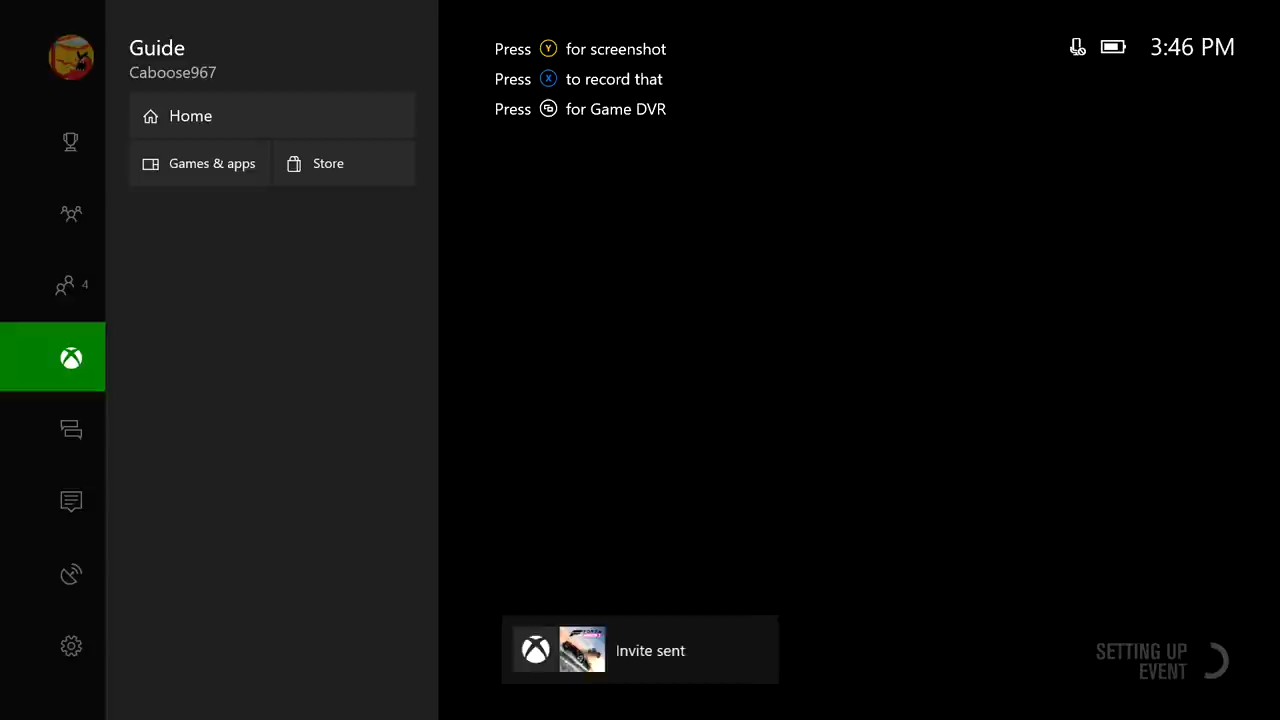 Guide
Caboose967
Home
Games & apps
Store
4
Press Y for screenshot
Press X to record that
Press for Game DVR
3:46 PM
Invite sent
SETTING UP
EVENT